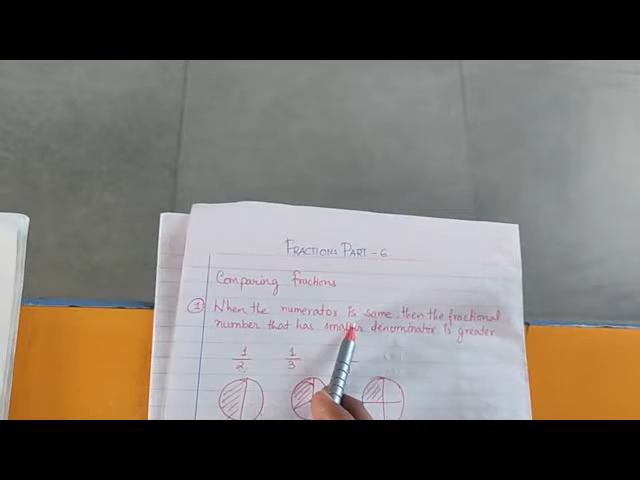 FRACTIONS PART - 6
Comparing fractions
1 When the numerator is same then the fractional
number that has smaller denominator is greater
1/2 1/3